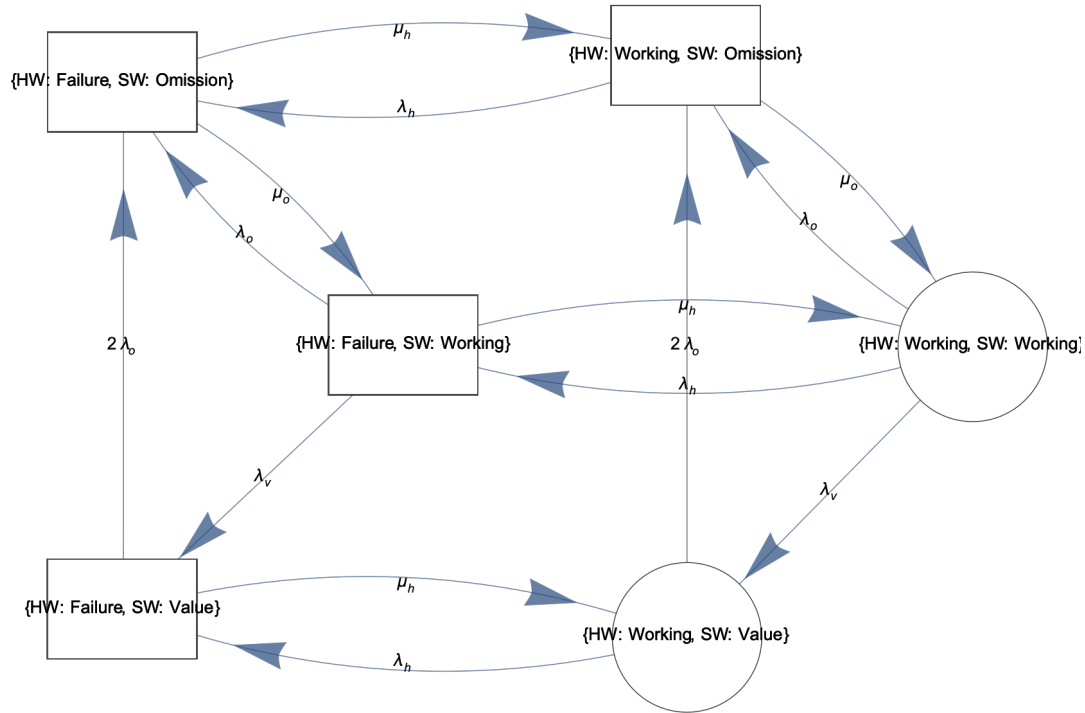 μh
{HW: Working, SW: Omission}
{HW: Failure, SW: Omission}
λh
μo
μo
λo
λo
μh
2 λo
{HW: Failure, SW: Working}
2 λo
{HW: Working, SW: Working}
λh
λv
λv
μh
{HW: Failure, SW: Value}
{HW: Working, SW: Value}
λh